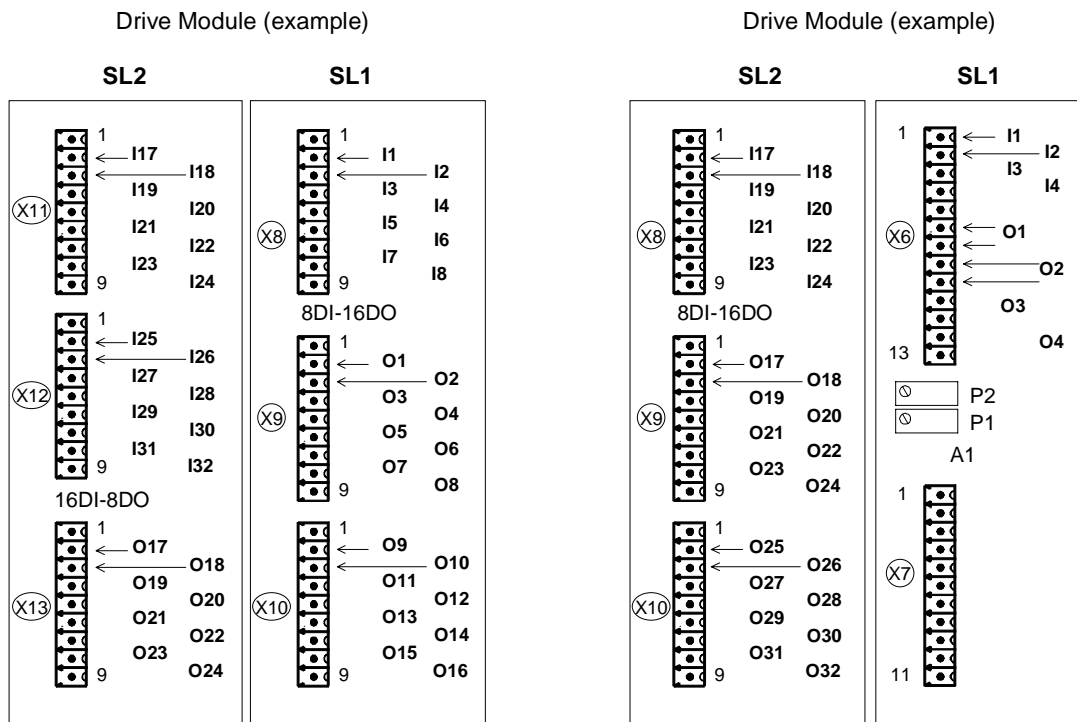 Drive Module (example)
SL2
SL1
X11
1
I17
I18
I19
I20
I21
I22
I23
I24
9
X12
1
I25
I26
I27
I28
I29
I30
I31
I32
9
16DI-8DO
X13
1
O17
O18
O19
O20
O21
O22
O23
O24
9
X8
1
I1
I2
I3
I4
I5
I6
I7
I8
9
8DI-16DO
X9
1
O1
O2
O3
O4
O5
O6
O7
O8
9
X10
1
O9
O10
O11
O12
O13
O14
O15
O16
9
Drive Module (example)
SL2
SL1
X8
1
I17
I18
I19
I20
I21
I22
I23
I24
9
8DI-16DO
X9
1
O17
O18
O19
O20
O21
O22
O23
O24
9
X10
1
O25
O26
O27
O28
O29
O30
O31
O32
9
X6
1
I1
I2
I3
I4
O1
O2
O3
O4
13
P2
P1
A1
X7
1
11